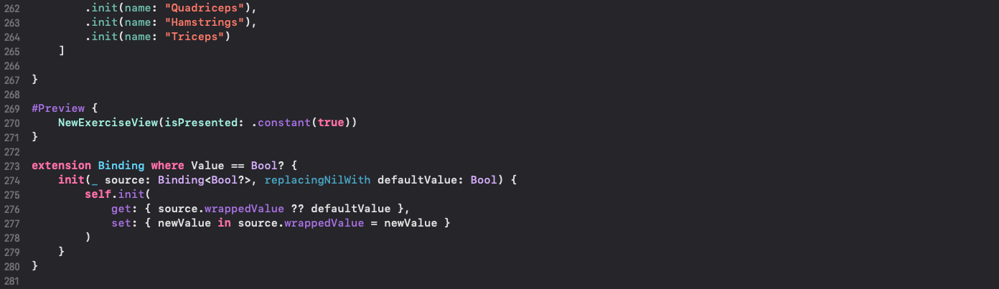 262         .init(name: "Quadriceps"),
263         .init(name: "Hamstrings"),
264         .init(name: "Triceps")
265     ]
266
267 }
268
269 #Preview {
270     NewExerciseView(isPresented: .constant(true))
271 }
272
273 extension Binding where Value == Bool? {
274     init(_ source: Binding<Bool?>, replacingNilWith defaultValue: Bool) {
275         self.init(
276             get: { source.wrappedValue ?? defaultValue },
277             set: { newValue in source.wrappedValue = newValue }
278         )
279     }
280 }
281